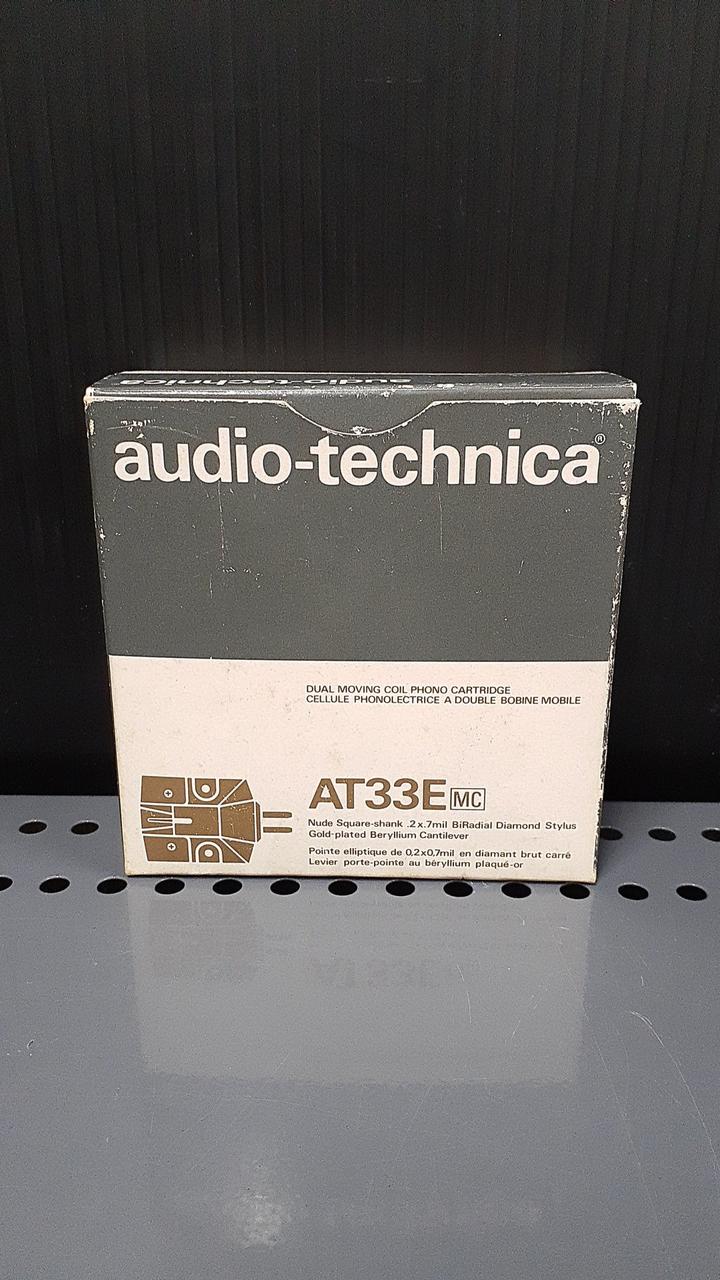 audio-technica
audio-technica®
DUAL MOVING COIL PHONO CARTRIDGE
CELLULE PHONOLECTRICE A DOUBLE BOBINE MOBILE
AT33E MC
Nude Square-shank .2x.7mil BiRadial Diamond Stylus
Gold-plated Beryllium Cantilever
Pointe elliptique de 0,2x0,7mil en diamant brut carré
Levier porte-pointe au béryllium plaqué-or